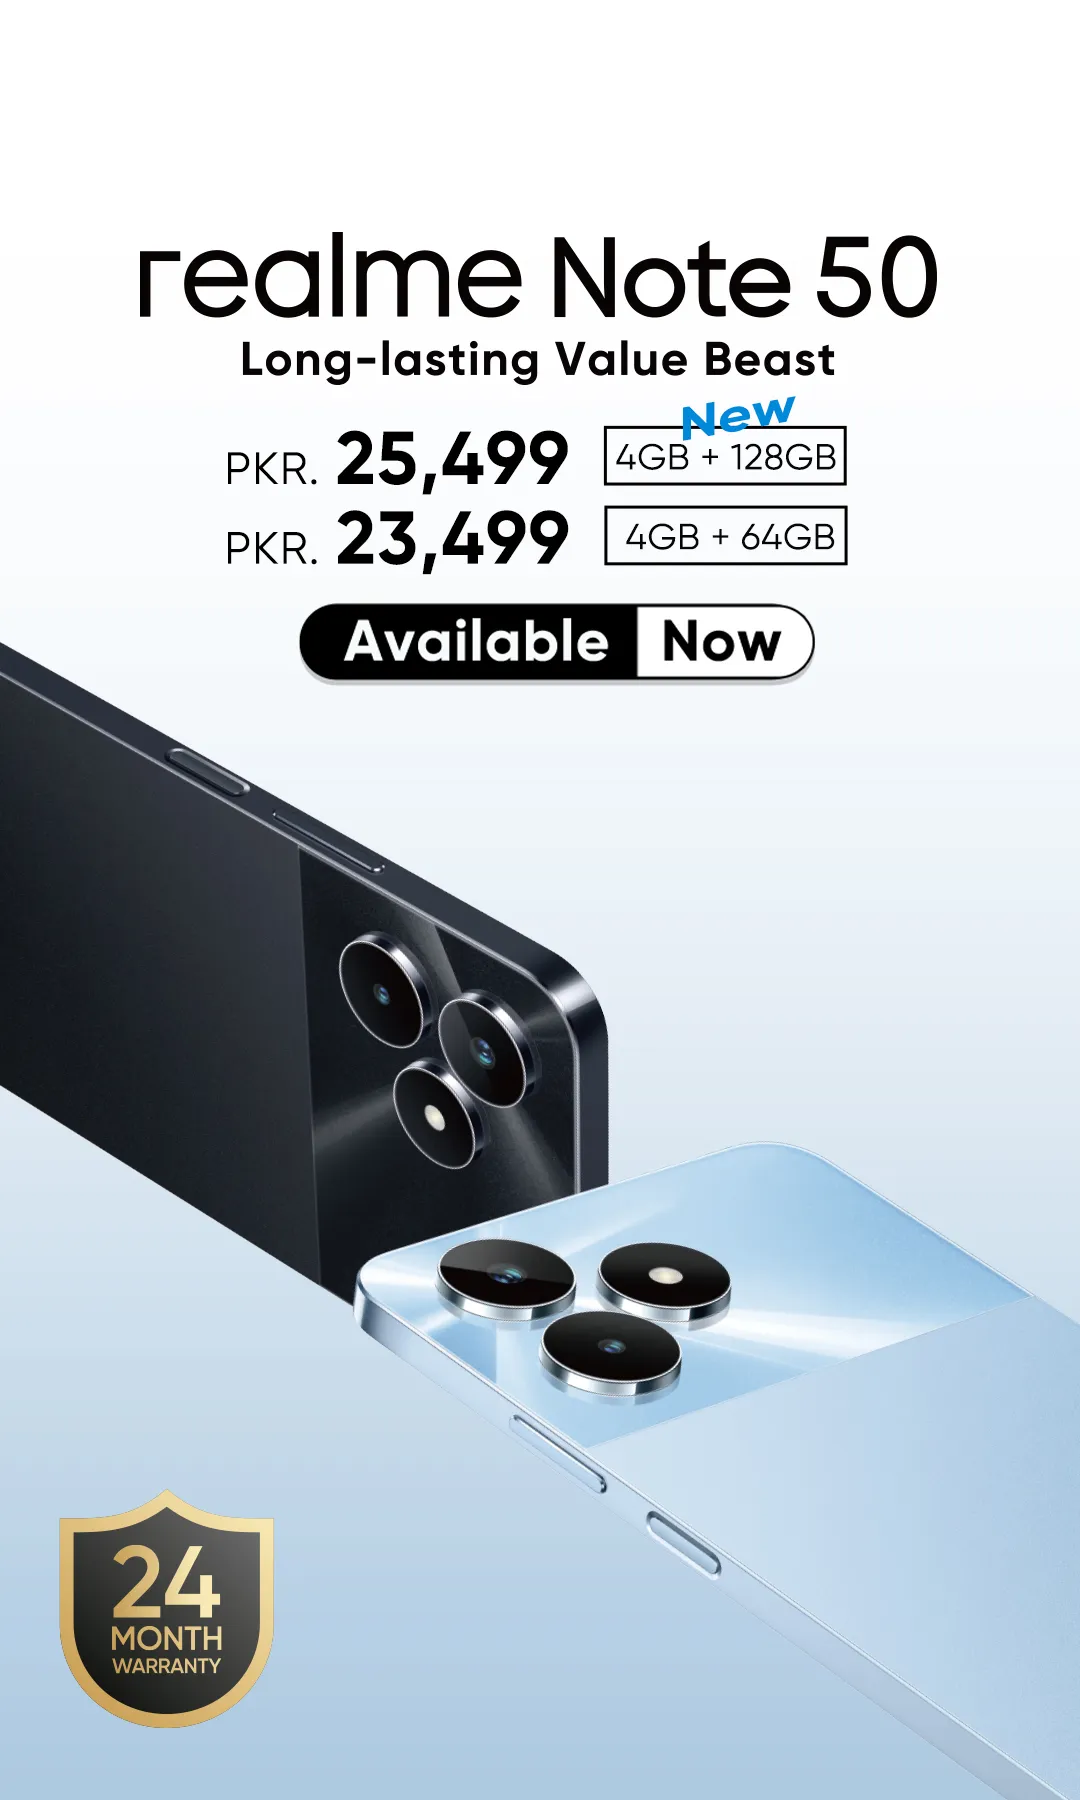 realme Note 50
Long-lasting Value Beast
New
PKR. 25,499 4GB + 128GB
PKR. 23,499 4GB + 64GB
Available Now
24
MONTH
WARRANTY